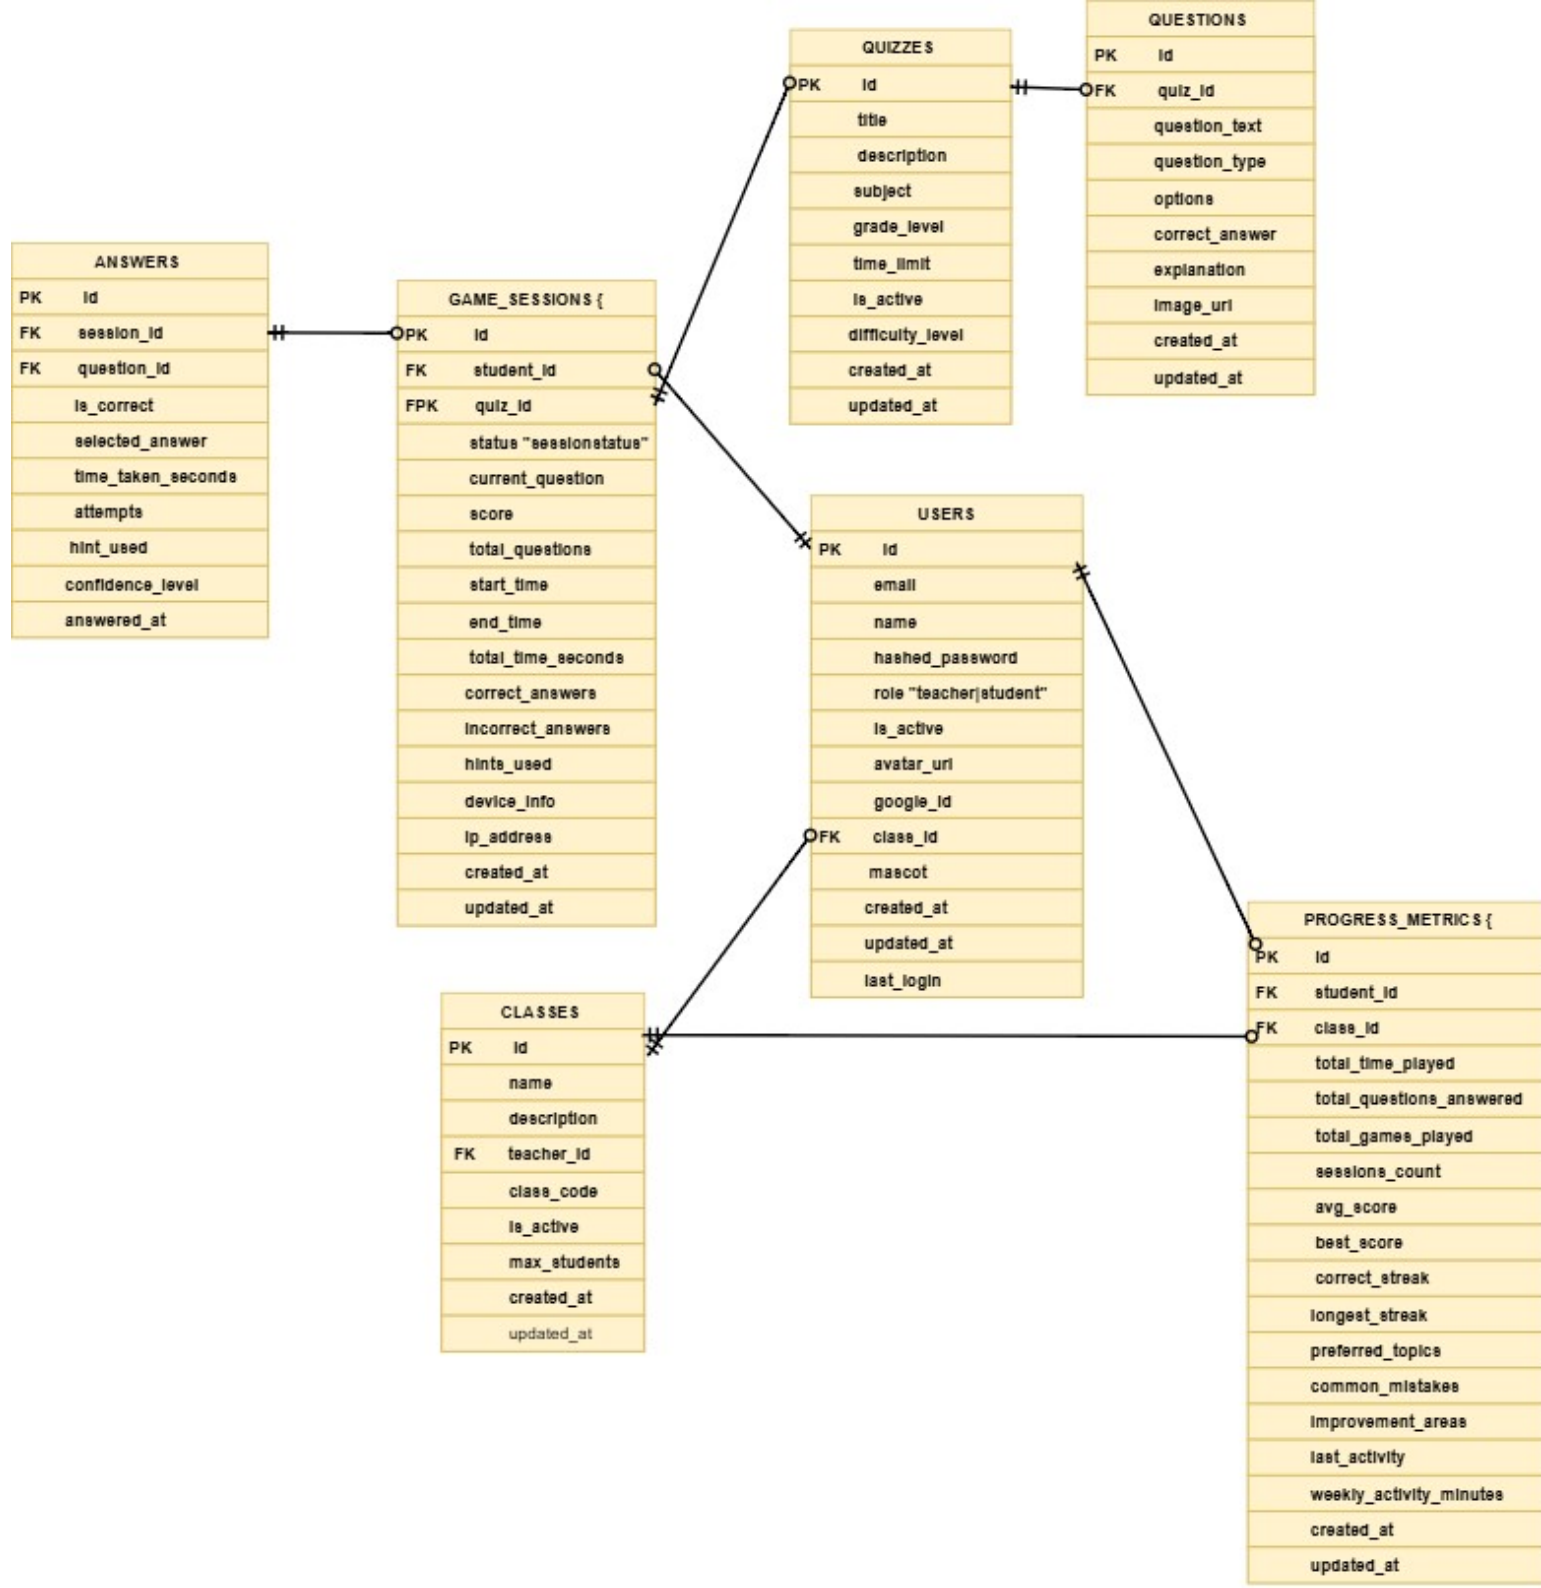 QUESTIONS
PK id
FK quiz_id
question_text
question_type
options
correct_answer
explanation
image_url
created_at
updated_at
QUIZZES
PK id
title
description
subject
grade_level
time_limit
is_active
difficulty_level
created_at
updated_at
ANSWERS
PK id
FK session_id
FK question_id
is_correct
selected_answer
time_taken_seconds
attempts
hint_used
confidence_level
answered_at
GAME_SESSIONS {
PK id
FK student_id
FPK quiz_id
status "sessionstatus"
current_question
score
total_questions
start_time
end_time
total_time_seconds
correct_answers
incorrect_answers
hints_used
device_info
ip_address
created_at
updated_at
USERS
PK id
email
name
hashed_password
role "teacher|student"
is_active
avatar_url
google_id
FK class_id
mascot
created_at
updated_at
last_login
CLASSES
PK id
name
description
FK teacher_id
class_code
is_active
max_students
created_at
updated_at
PROGRESS_METRICS {
PK id
FK student_id
FK class_id
total_time_played
total_questions_answered
total_games_played
sessions_count
avg_score
best_score
correct_streak
longest_streak
preferred_topics
common_mistakes
improvement_areas
last_activity
weekly_activity_minutes
created_at
updated_at